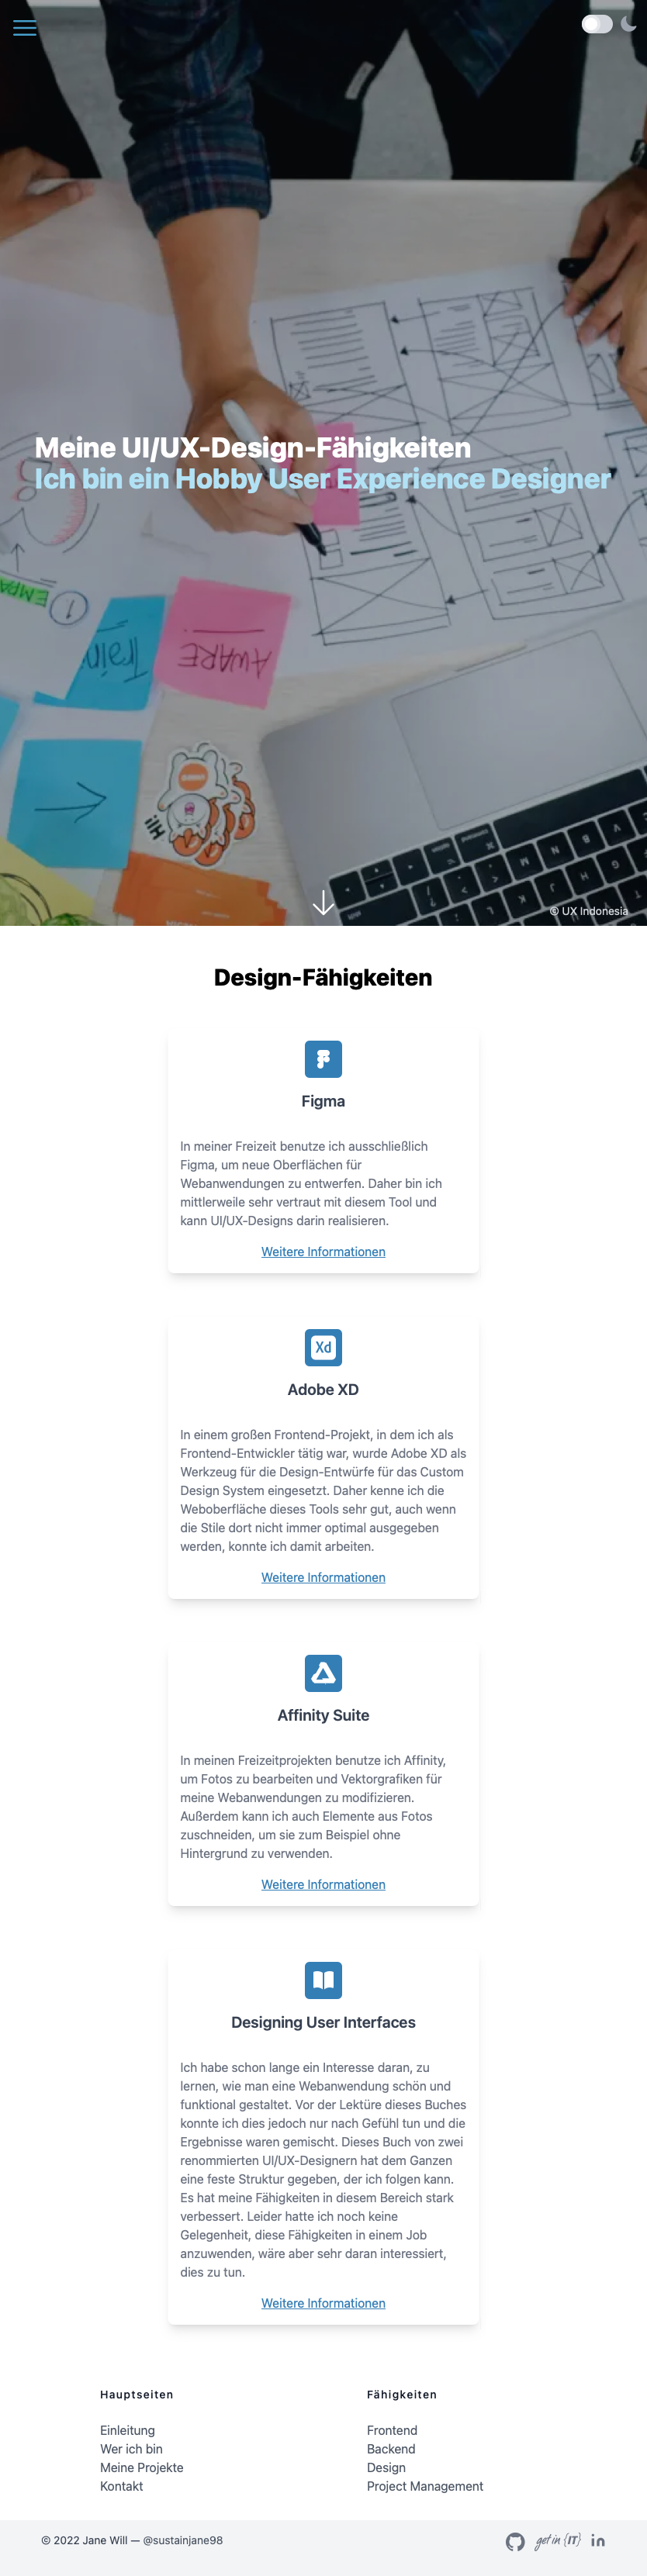 Meine UI/UX-Design-Fähigkeiten
Ich bin ein Hobby User Experience Designer
AWARE
© UX Indonesia
Design-Fähigkeiten
Figma
In meiner Freizeit benutze ich ausschließlich
Figma, um neue Oberflächen für
Webanwendungen zu entwerfen. Daher bin ich
mittlerweile sehr vertraut mit diesem Tool und
kann UI/UX-Designs darin realisieren.
Weitere Informationen
Xd
Adobe XD
In einem großen Frontend-Projekt, in dem ich als
Frontend-Entwickler tätig war, wurde Adobe XD als
Werkzeug für die Design-Entwürfe für das Custom
Design System eingesetzt. Daher kenne ich die
Weboberfläche dieses Tools sehr gut, auch wenn
die Stile dort nicht immer optimal ausgegeben
werden, konnte ich damit arbeiten.
Weitere Informationen
Affinity Suite
In meinen Freizeitprojekten benutze ich Affinity,
um Fotos zu bearbeiten und Vektorgrafiken für
meine Webanwendungen zu modifizieren.
Außerdem kann ich auch Elemente aus Fotos
zuschneiden, um sie zum Beispiel ohne
Hintergrund zu verwenden.
Weitere Informationen
Designing User Interfaces
Ich habe schon lange ein Interesse daran, zu
lernen, wie man eine Webanwendung schön und
funktional gestaltet. Vor der Lektüre dieses Buches
konnte ich dies jedoch nur nach Gefühl tun und die
Ergebnisse waren gemischt. Dieses Buch von zwei
renommierten UI/UX-Designern hat dem Ganzen
eine feste Struktur gegeben, der ich folgen kann.
Es hat meine Fähigkeiten in diesem Bereich stark
verbessert. Leider hatte ich noch keine
Gelegenheit, diese Fähigkeiten in einem Job
anzuwenden, wäre aber sehr daran interessiert,
dies zu tun.
Weitere Informationen
Hauptseiten
Einleitung
Wer ich bin
Meine Projekte
Kontakt
Fähigkeiten
Frontend
Backend
Design
Project Management
© 2022 Jane Will — @sustainjane98
get in {IT}
in